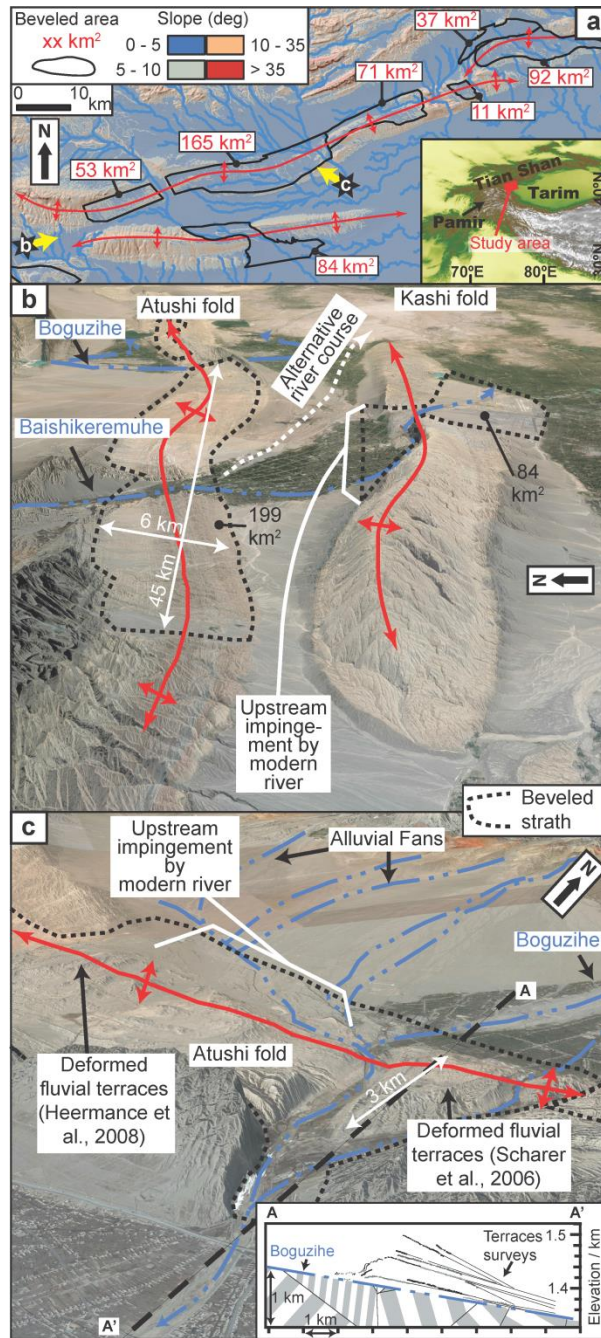 Beveled area
xx km²
Slope (deg)
0 - 5
10 - 35
5 - 10
> 35
a
0
10
km
N
37 km²
71 km²
92 km²
11 km²
165 km²
53 km²
c
b
84 km²
Tian Shan
Tarim
Pamir
Study area
70°E
80°E
b
Atushi fold
Kashi fold
Boguzihe
Alternative
river course
Baishikeremuhe
84
km²
199
km²
6 km
45 km
N
Upstream
impinge-
ment by
modern
river
Beveled
strath
c
Upstream
impingement
by
modern river
Alluvial Fans
N
Boguzihe
A
Atushi fold
3 km
Deformed
fluvial terraces
(Heermance
et al., 2008)
Deformed fluvial
terraces (Scharer
et al., 2006)
A'
A
A'
Boguzihe
Terraces
surveys
1.5
1.4
Elevation / km
1 km
1 km